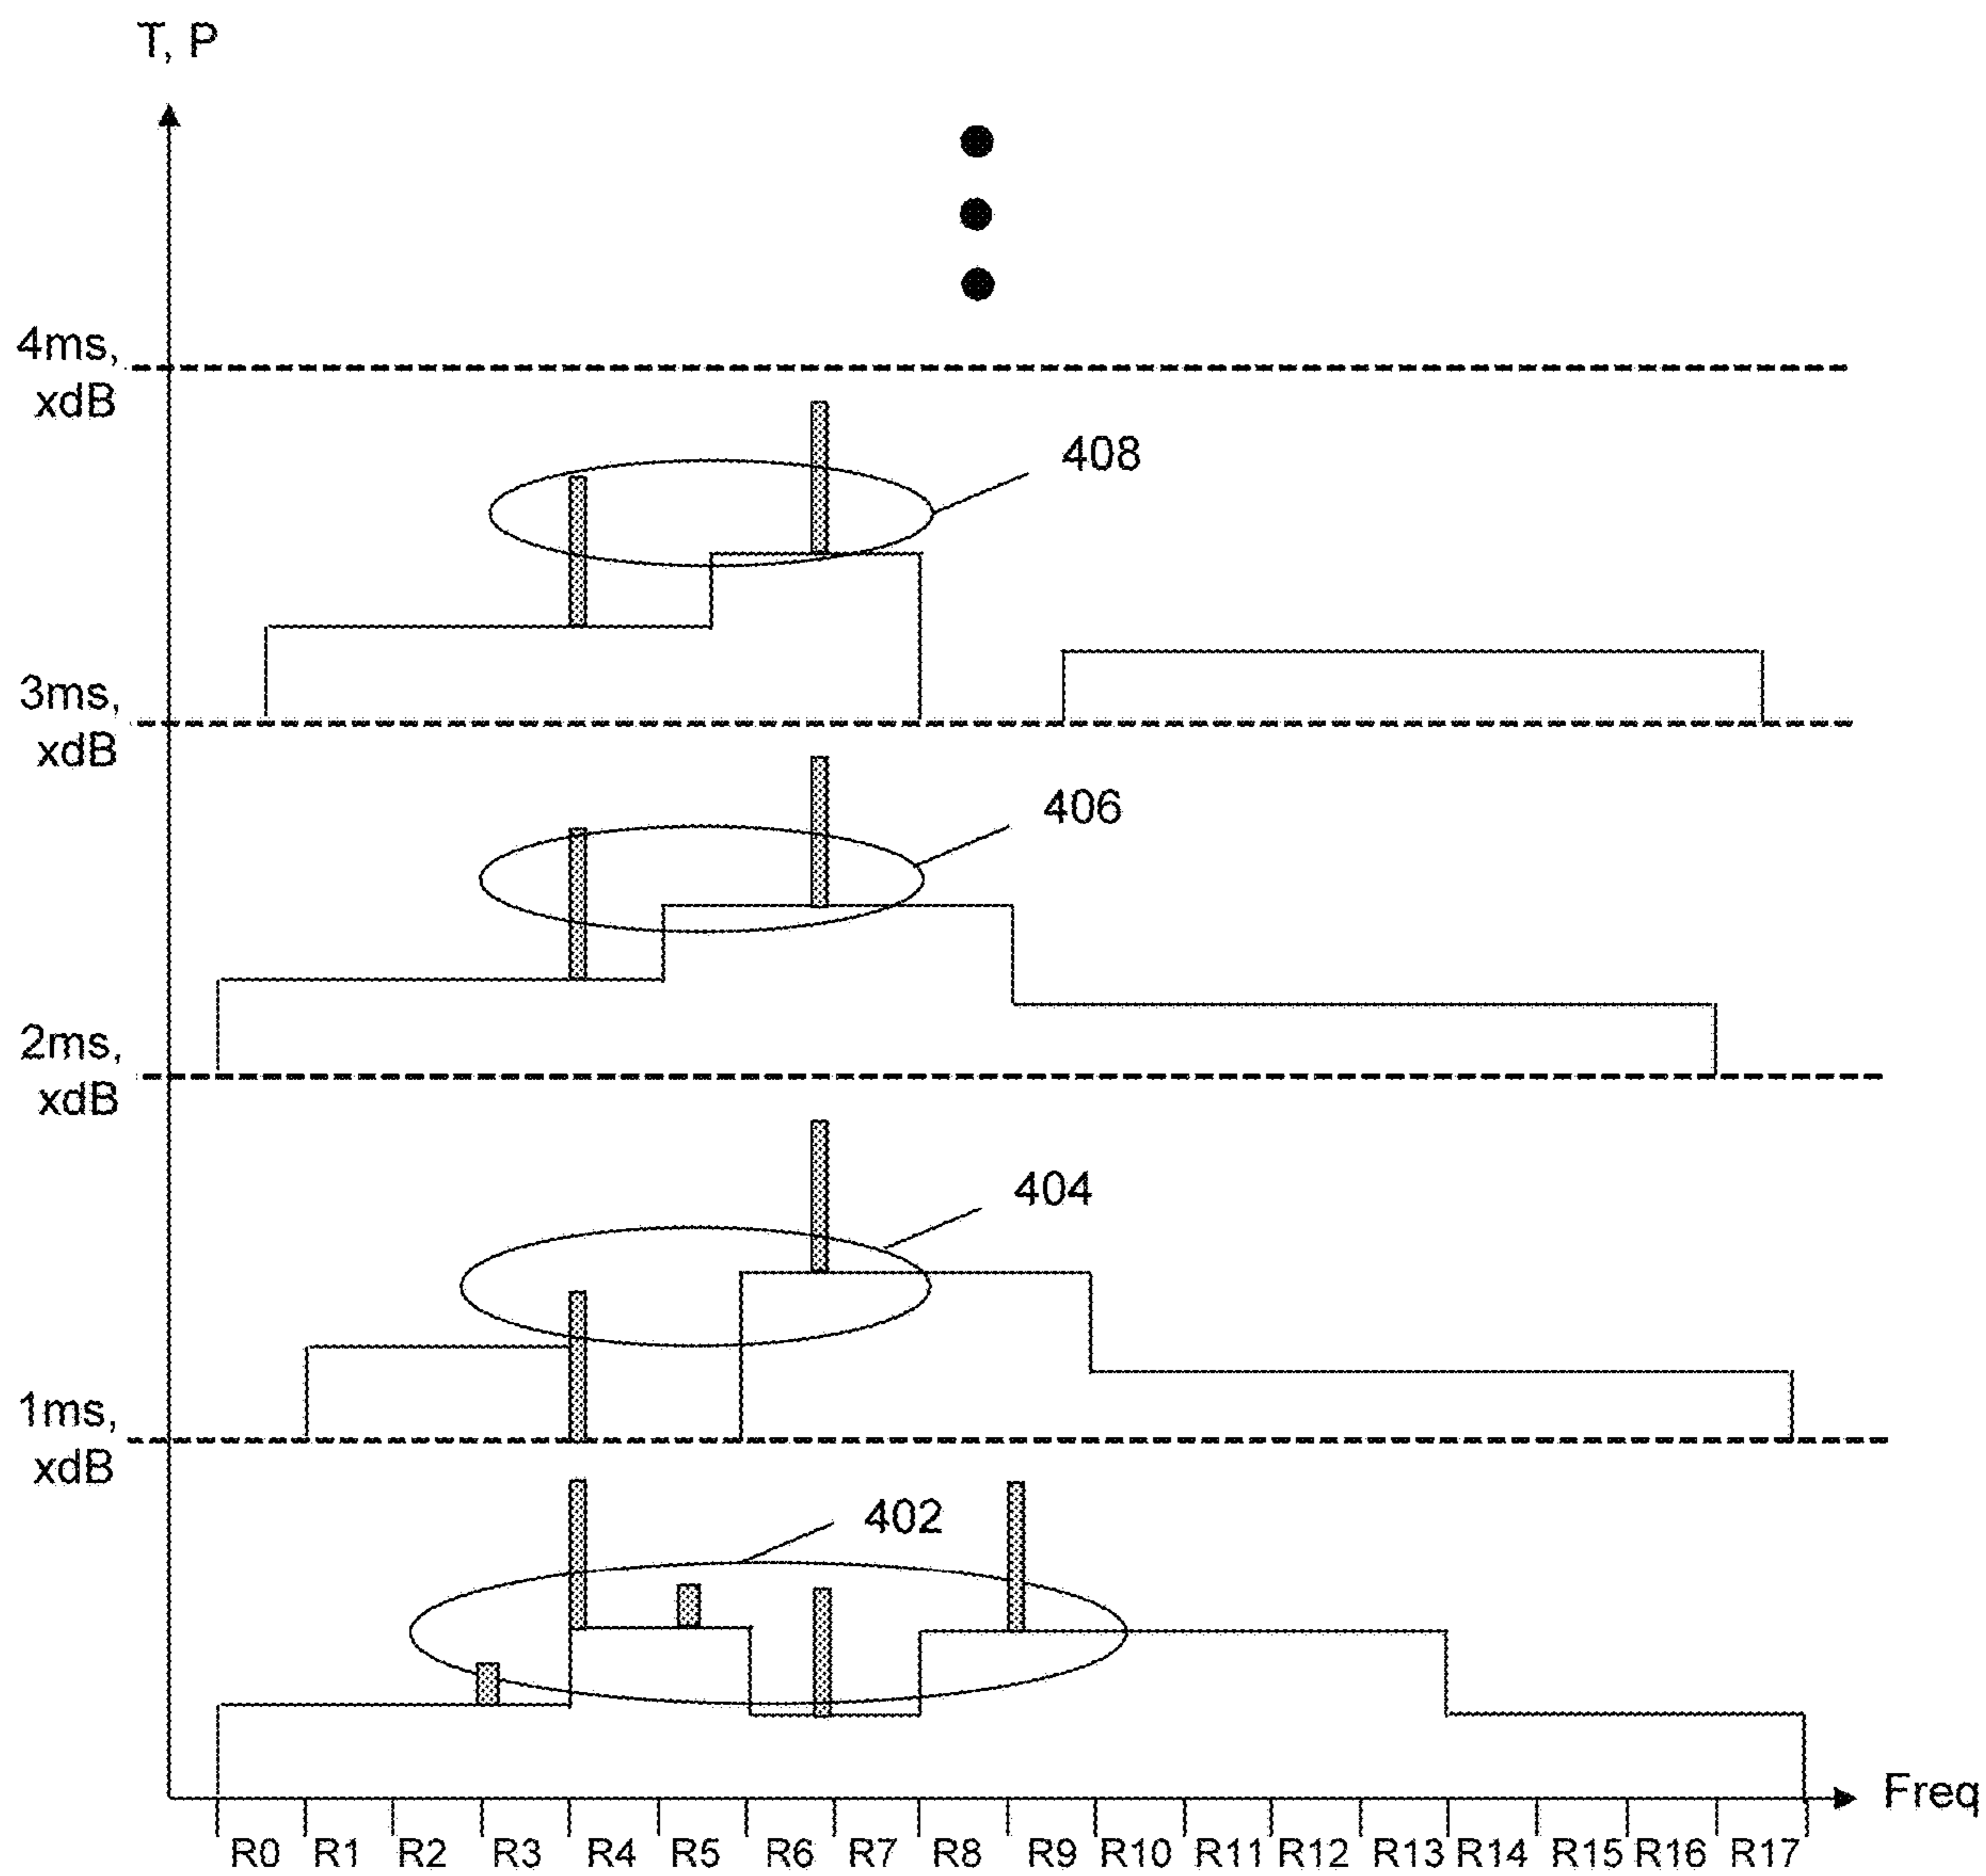 T, P
4ms,
xdB
408
3ms,
xdB
406
2ms,
xdB
404
1ms,
xdB
402
Freq
R0 R1 R2 R3 R4 R5 R6 R7 R8 R9 R10 R11 R12 R13 R14 R15 R16 R17